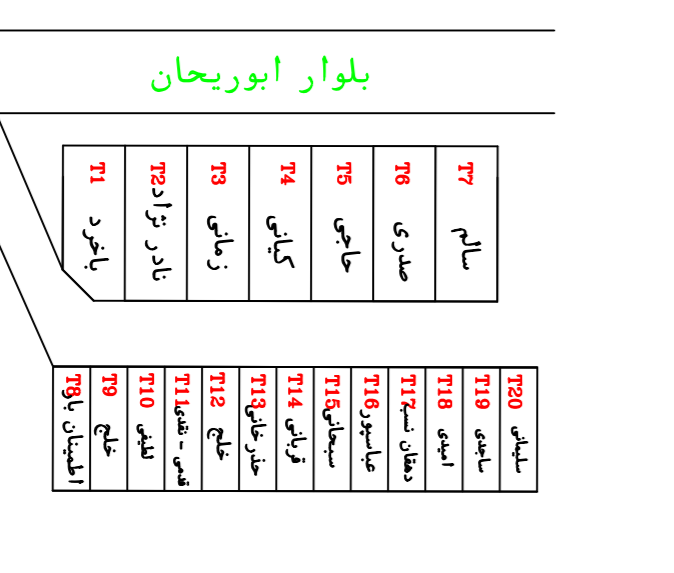 بلوار ابوریحان
T1 باخرد
T2 نادر نژاد
T3 زمانی
T4 کیانی
T5 حاجی
T6 صدری
T7 سالم
T8 اطمینان باز
T9 خلج
T10 لطیفی
T11 قدمی - نقدی
T12 خلج
T13 حذرخانی
T14 قربانی
T15 سبحانی
T16 عباسپور
T17 دهقان نسب
T18 امیدی
T19 ساجدی
T20 سلیمانی